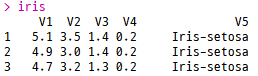 > iris
V1 V2 V3 V4 V5
1 5.1 3.5 1.4 0.2 Iris-setosa
2 4.9 3.0 1.4 0.2 Iris-setosa
3 4.7 3.2 1.3 0.2 Iris-setosa